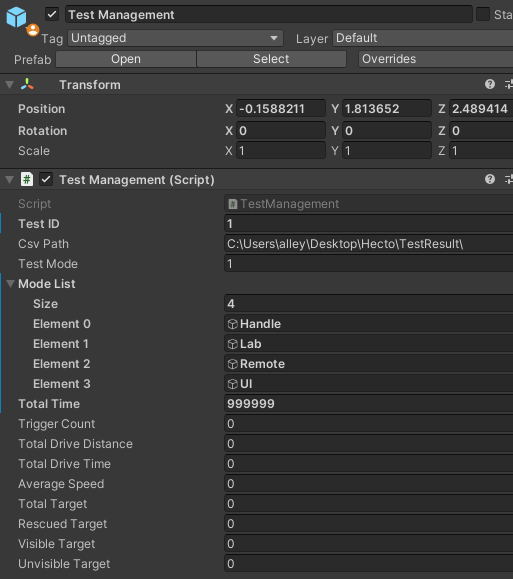 Test Management Sta
Tag Untagged Layer Default
Prefab Open Select Overrides
Transform
Position X -0.1588211 Y 1.813652 Z 2.489414
Rotation X 0 Y 0 Z 0
Scale X 1 Y 1 Z 1
# Test Management (Script)
Script # TestManagement
Test ID 1
Csv Path C:\Users\alley\Desktop\Hecto\TestResult\
Test Mode 1
Mode List
Size 4
Element 0 Handle
Element 1 Lab
Element 2 Remote
Element 3 UI
Total Time 999999
Trigger Count 0
Total Drive Distance 0
Total Drive Time 0
Average Speed 0
Total Target 0
Rescued Target 0
Visible Target 0
Unvisible Target 0